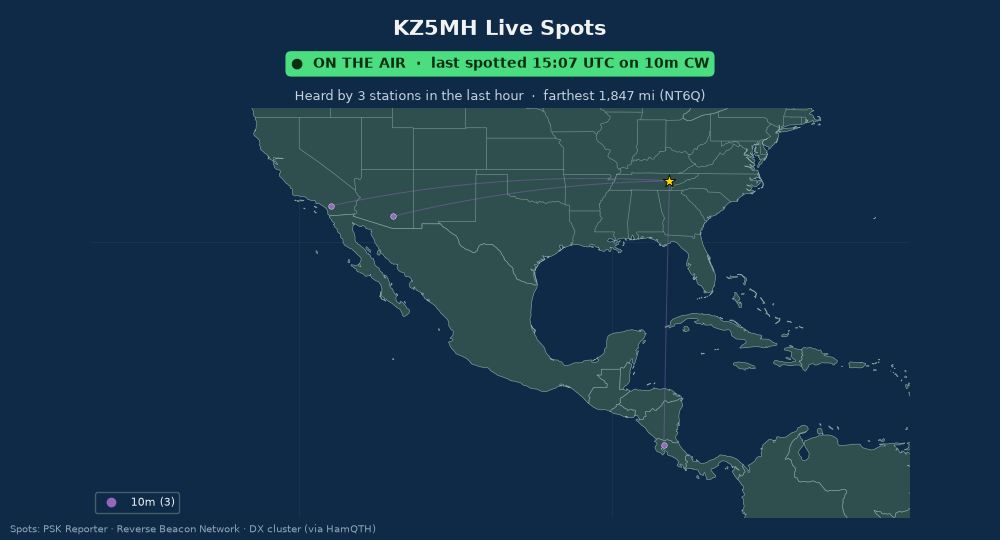 KZ5MH Live Spots
● ON THE AIR · last spotted 15:07 UTC on 10m CW
Heard by 3 stations in the last hour · farthest 1,847 mi (NT6Q)
10m (3)
Spots: PSK Reporter · Reverse Beacon Network · DX cluster (via HamQTH)